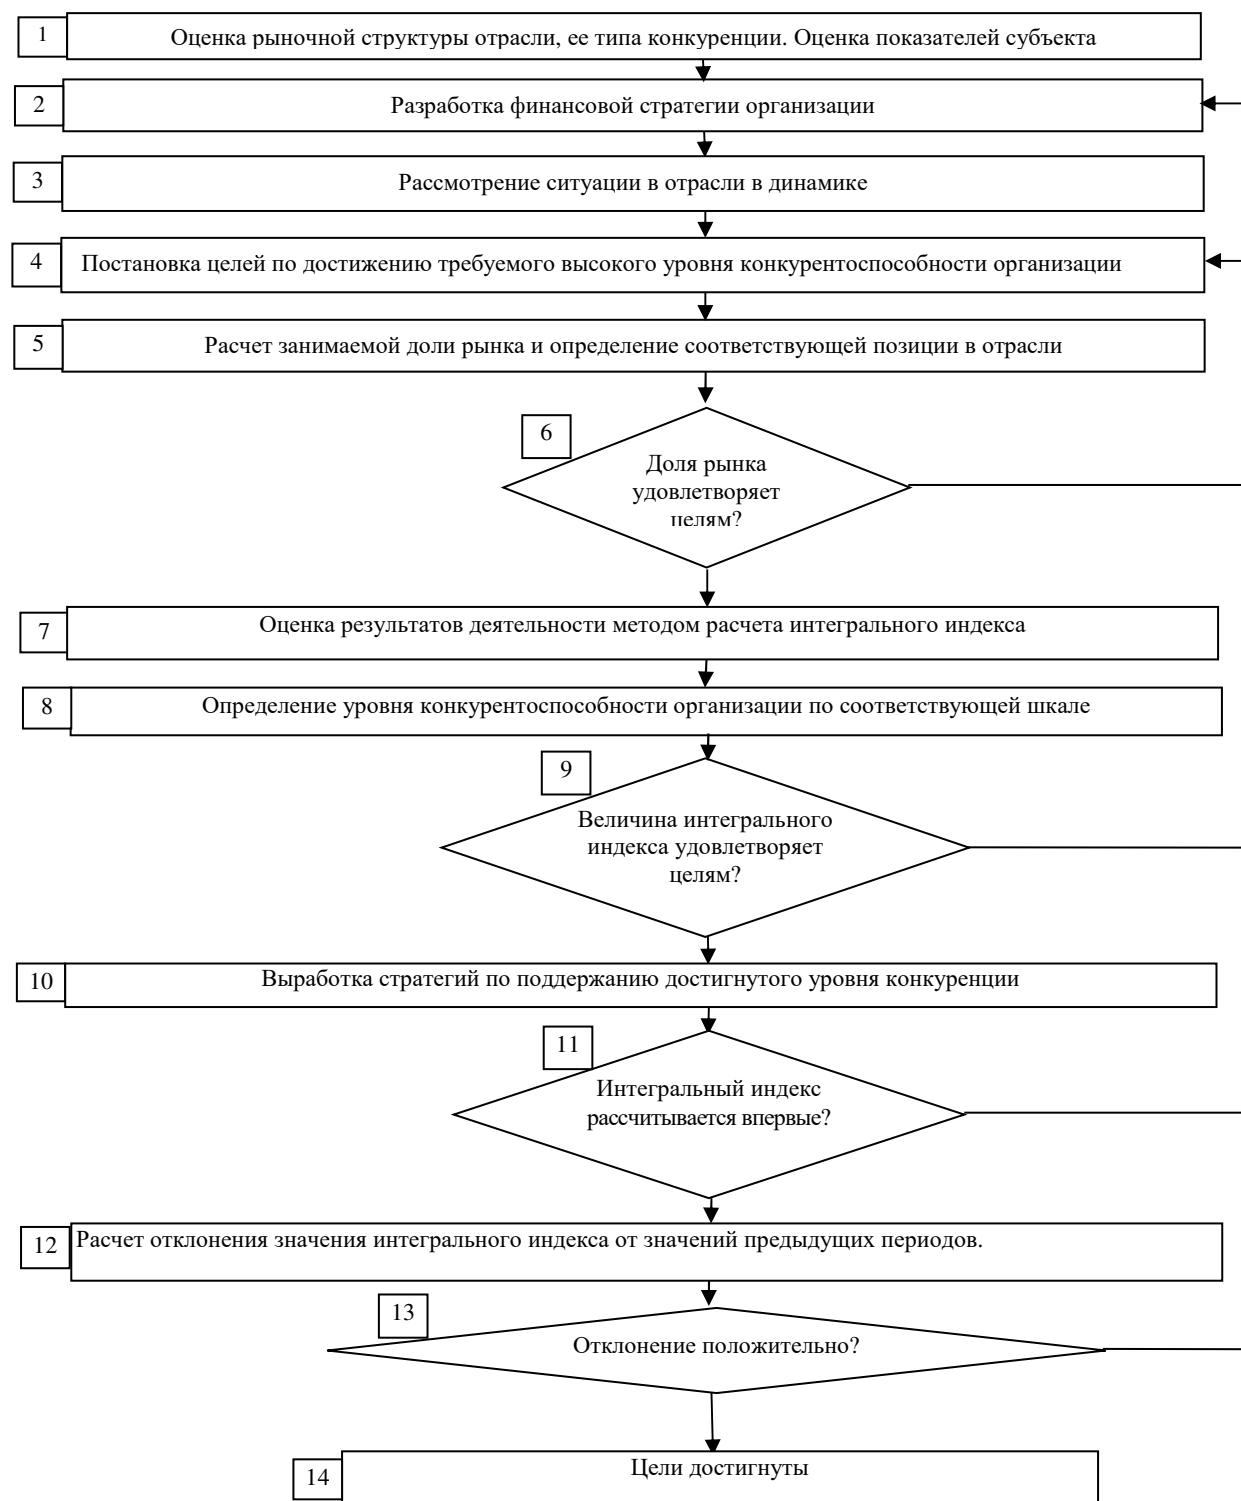 1
Оценка рыночной структуры отрасли, ее типа конкуренции. Оценка показателей субъекта
2
Разработка финансовой стратегии организации
3
Рассмотрение ситуации в отрасли в динамике
4
Постановка целей по достижению требуемого высокого уровня конкурентоспособности организации
5
Расчет занимаемой доли рынка и определение соответствующей позиции в отрасли
6
Доля рынка
удовлетворяет
целям?
7
Оценка результатов деятельности методом расчета интегрального индекса
8
Определение уровня конкурентоспособности организации по соответствующей шкале
9
Величина интегрального
индекса удовлетворяет
целям?
10
Выработка стратегий по поддержанию достигнутого уровня конкуренции
11
Интегральный индекс
рассчитывается впервые?
12
Расчет отклонения значения интегрального индекса от значений предыдущих периодов.
13
Отклонение положительно?
14
Цели достигнуты